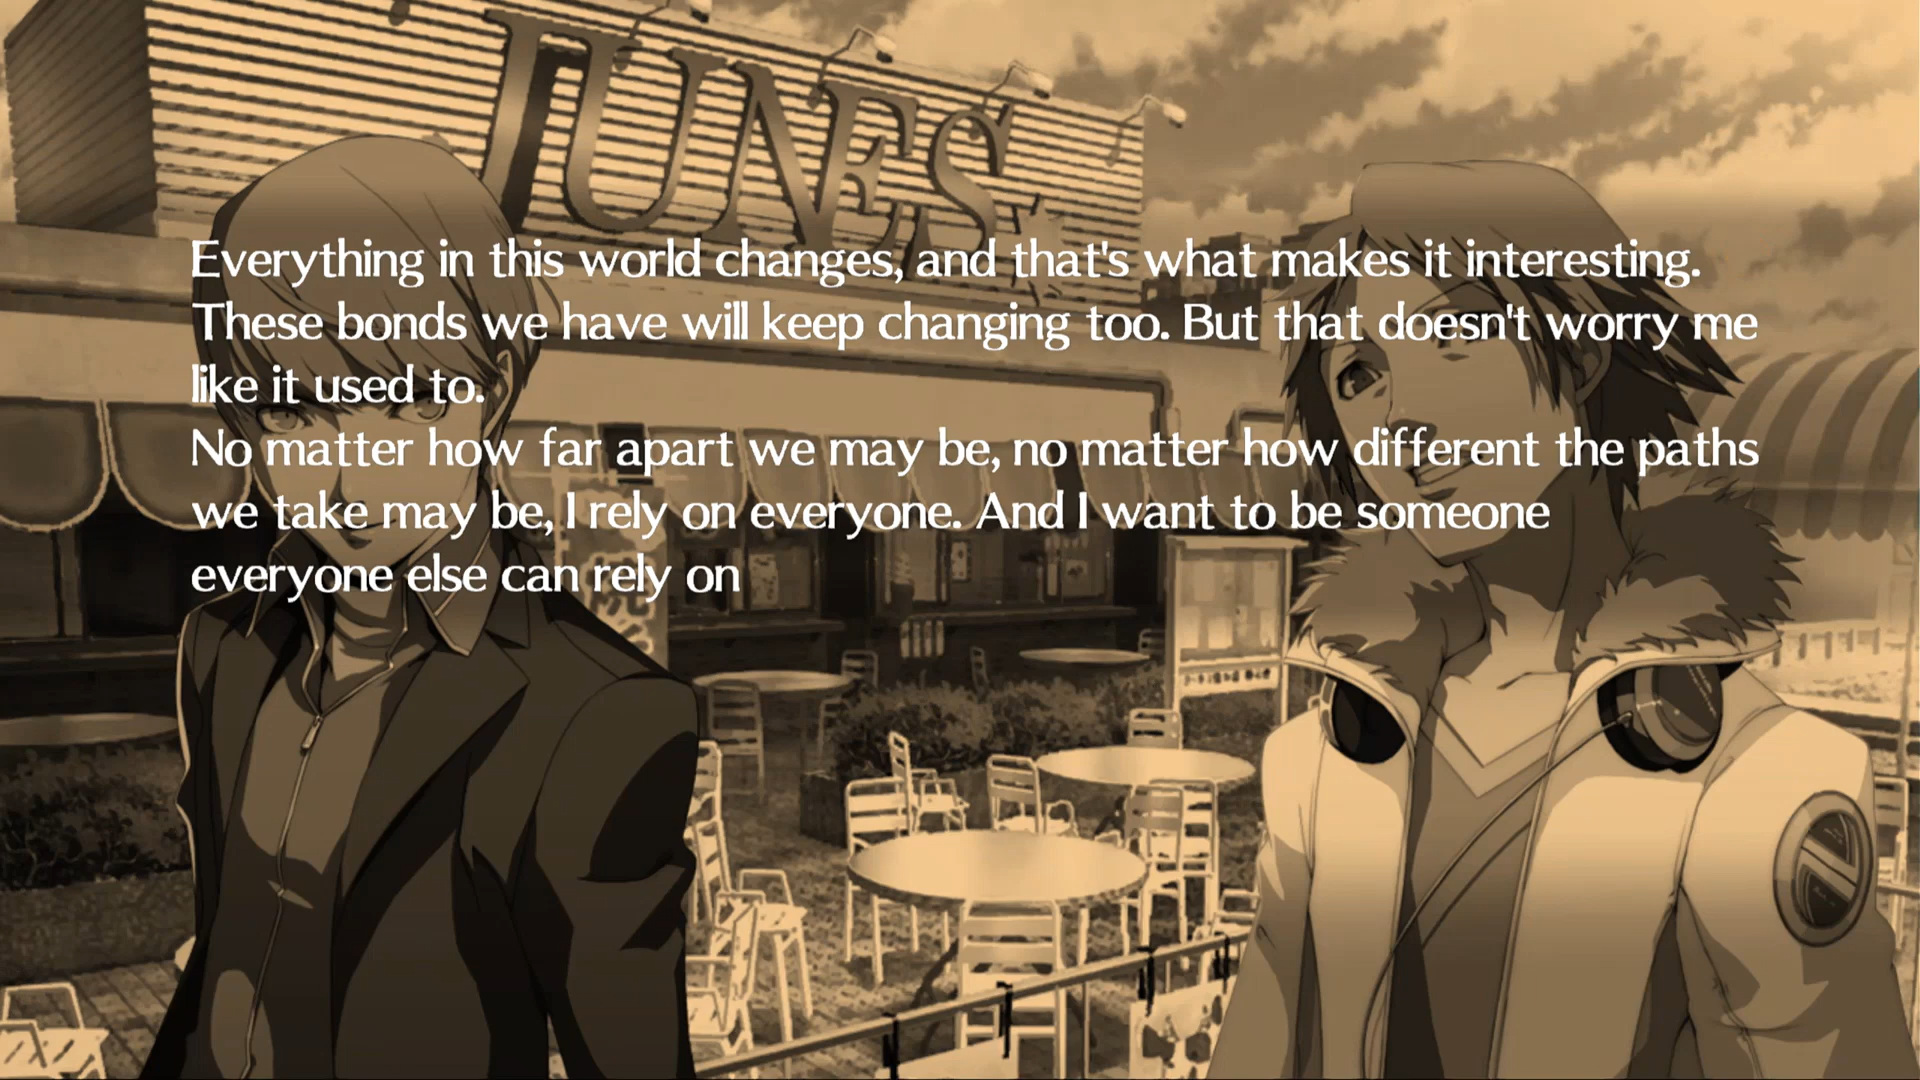 JUNES
Everything in this world changes, and that's what makes it interesting.
These bonds we have will keep changing too. But that doesn't worry me
like it used to.
No matter how far apart we may be, no matter how different the paths
we take may be, I rely on everyone. And I want to be someone
everyone else can rely on